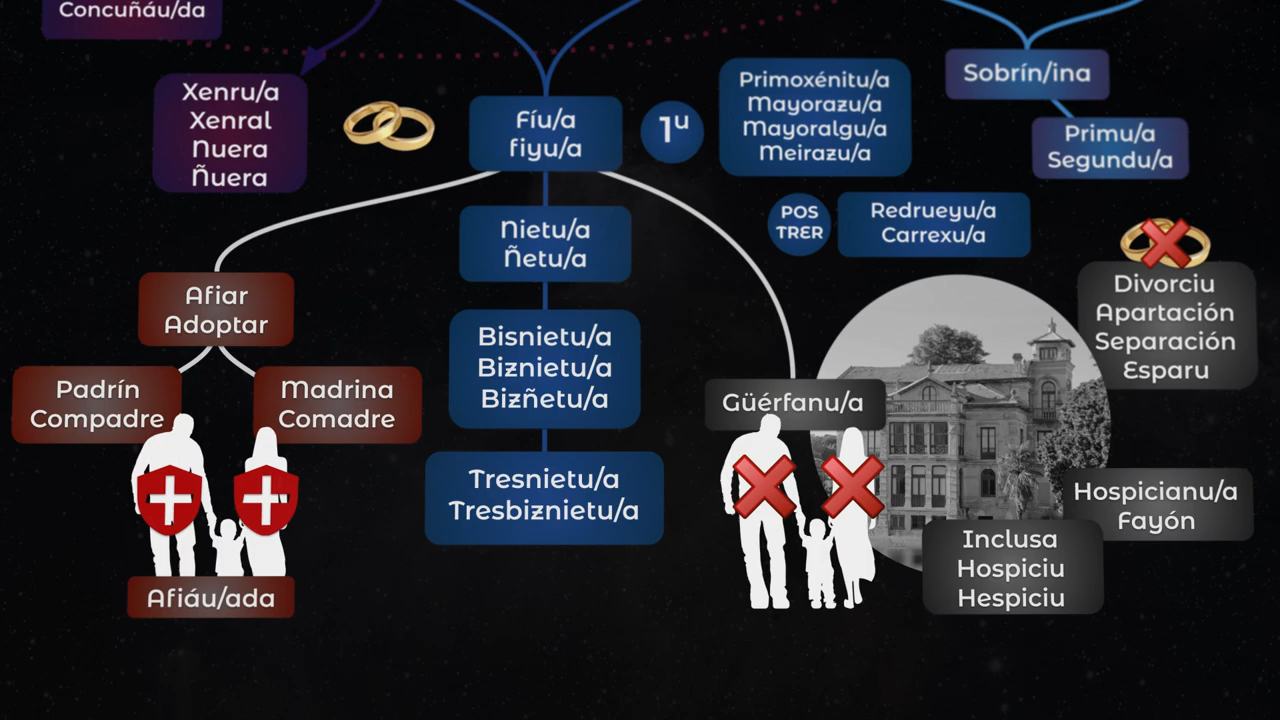 Concuñáu/da
Xenru/a
Xenral
Nuera
Ñuera
Fíu/a
fiyu/a
1ᵘ
Primoxénitu/a
Mayorazu/a
Mayoralgu/a
Meirazu/a
Sobrín/ina
Primu/a
Segundu/a
POS
TRER
Redrueyu/a
Carrexu/a
Nietu/a
Ñetu/a
Divorciu
Apartación
Separación
Esparu
Afiar
Adoptar
Bisnietu/a
Biznietu/a
Bizñetu/a
Padrín
Compadre
Madrina
Comadre
Güérfanu/a
Tresnietu/a
Tresbiznietu/a
Hospicianu/a
Fayón
Inclusa
Hospiciu
Hespiciu
Afiáu/ada